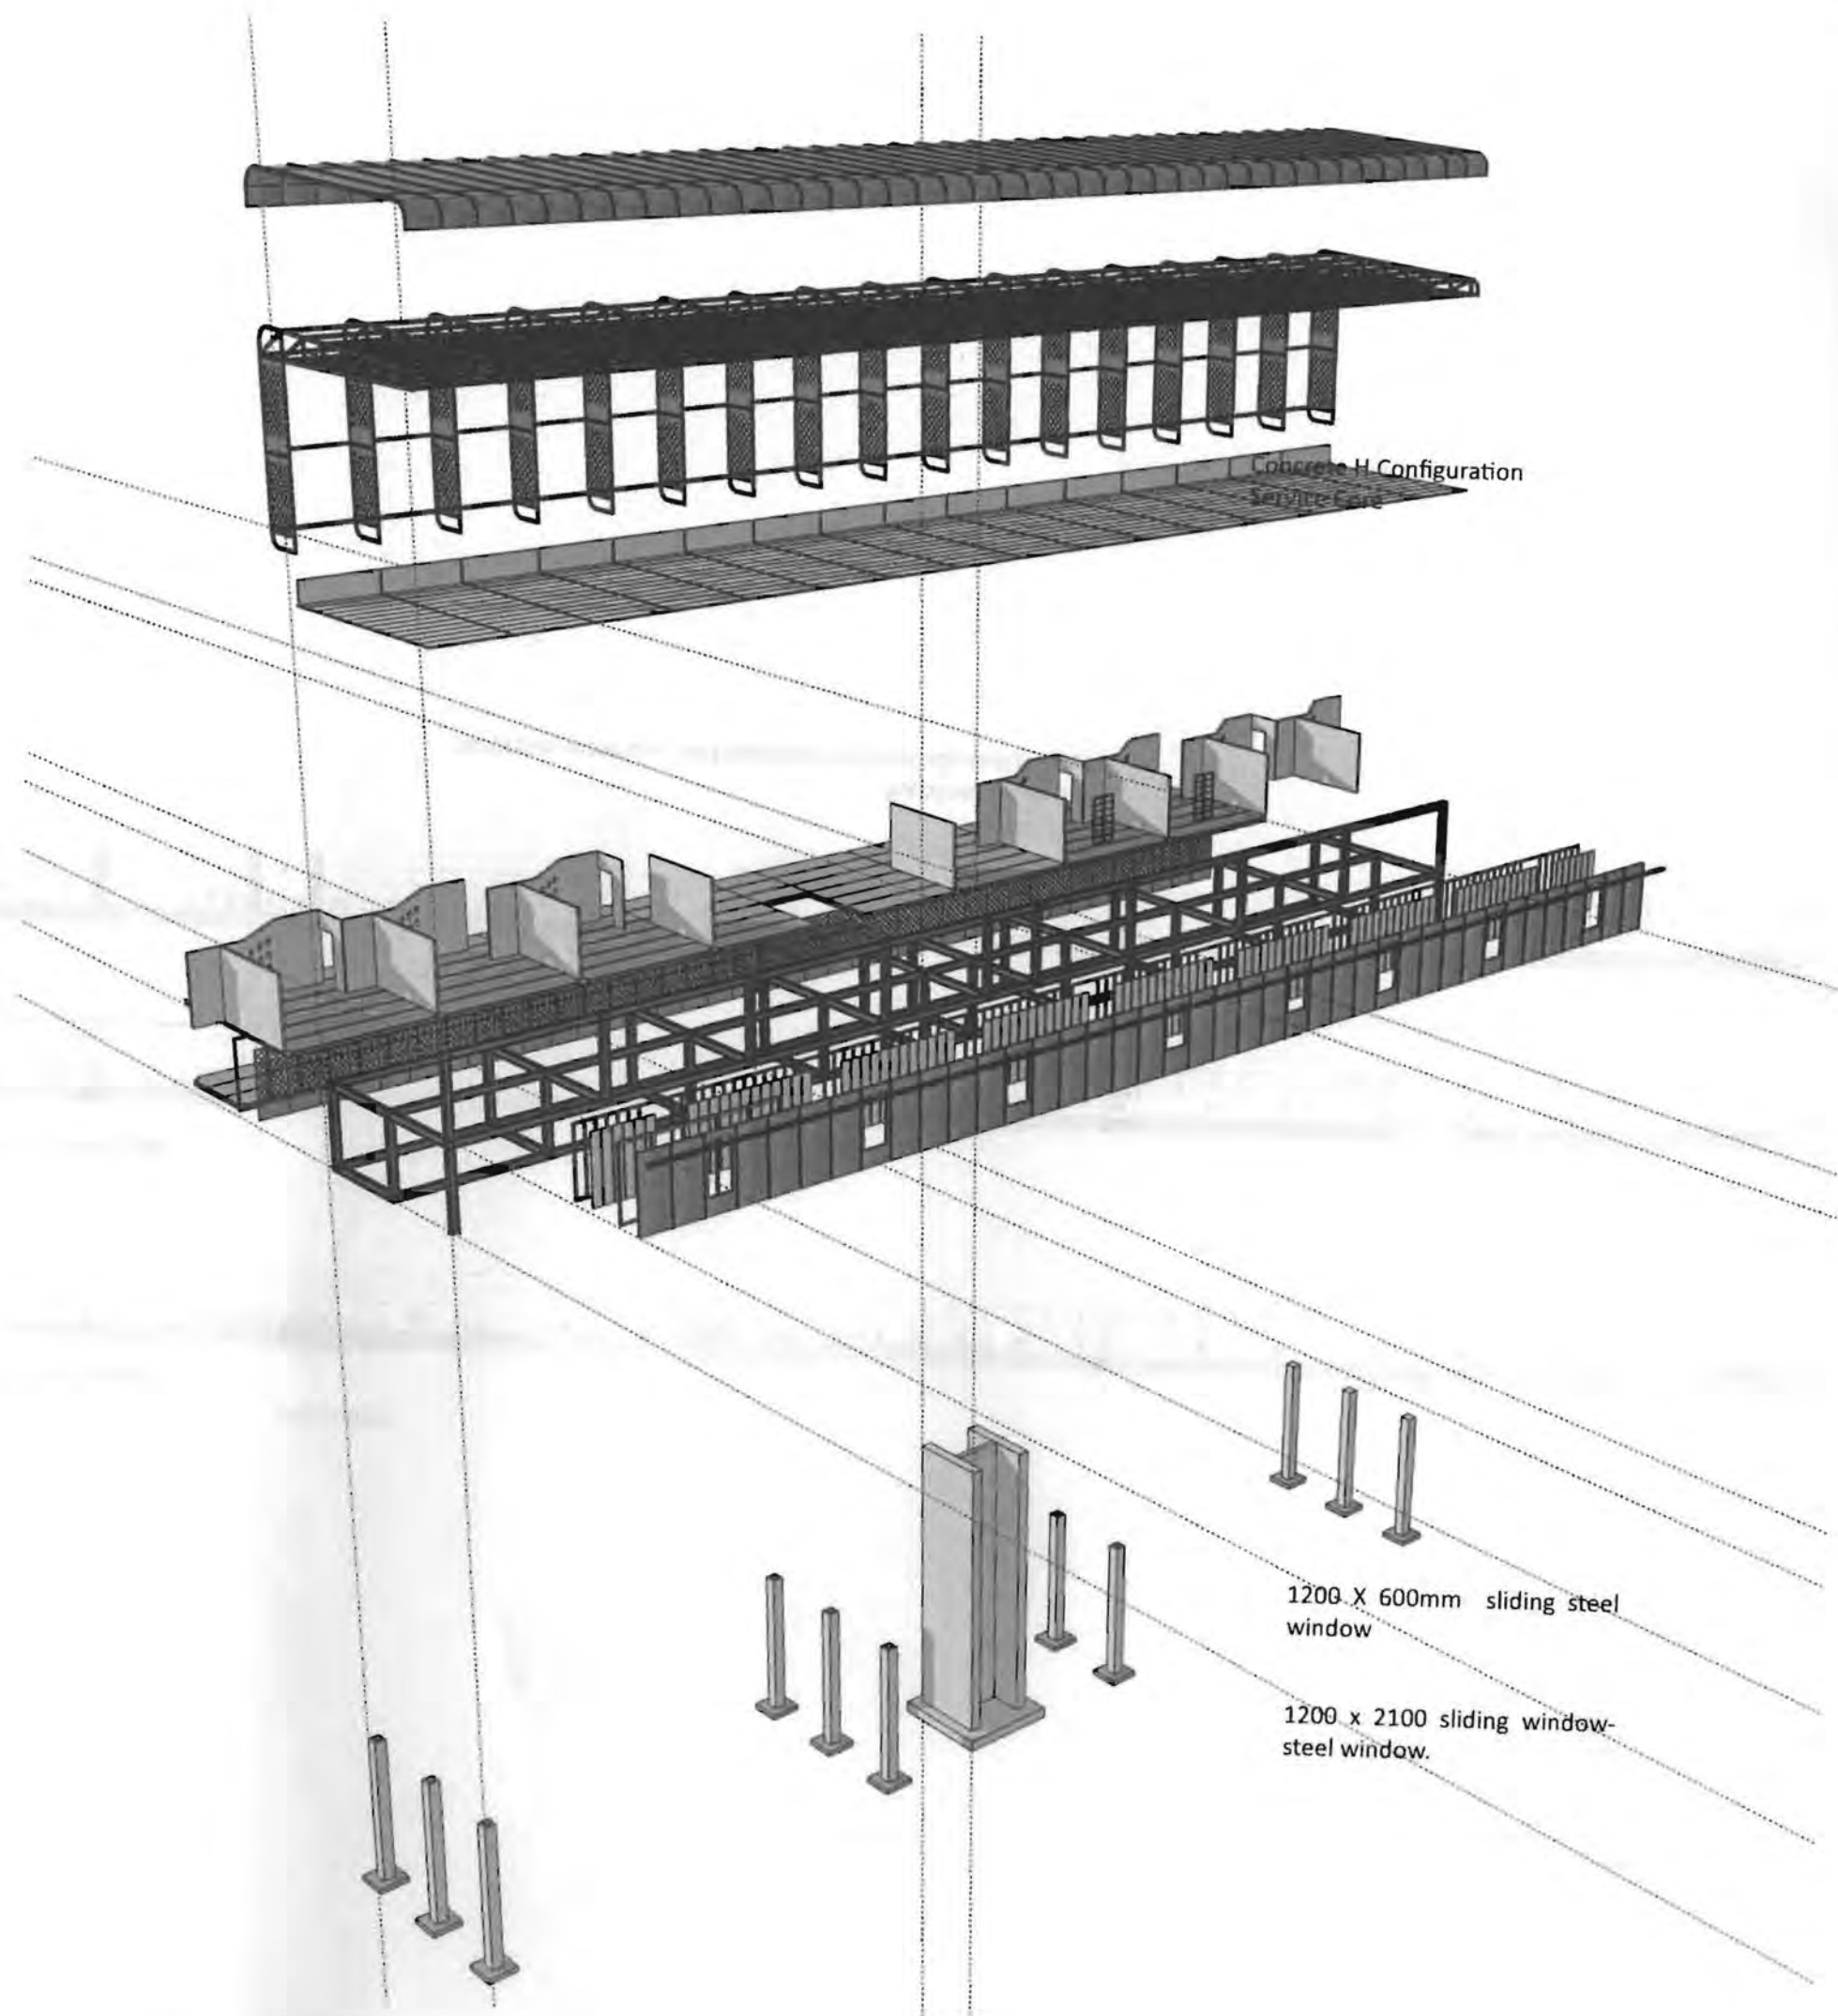 Concrete H Configuration
Service Core
1200 X 600mm sliding steel
window
1200 x 2100 sliding window-
steel window.